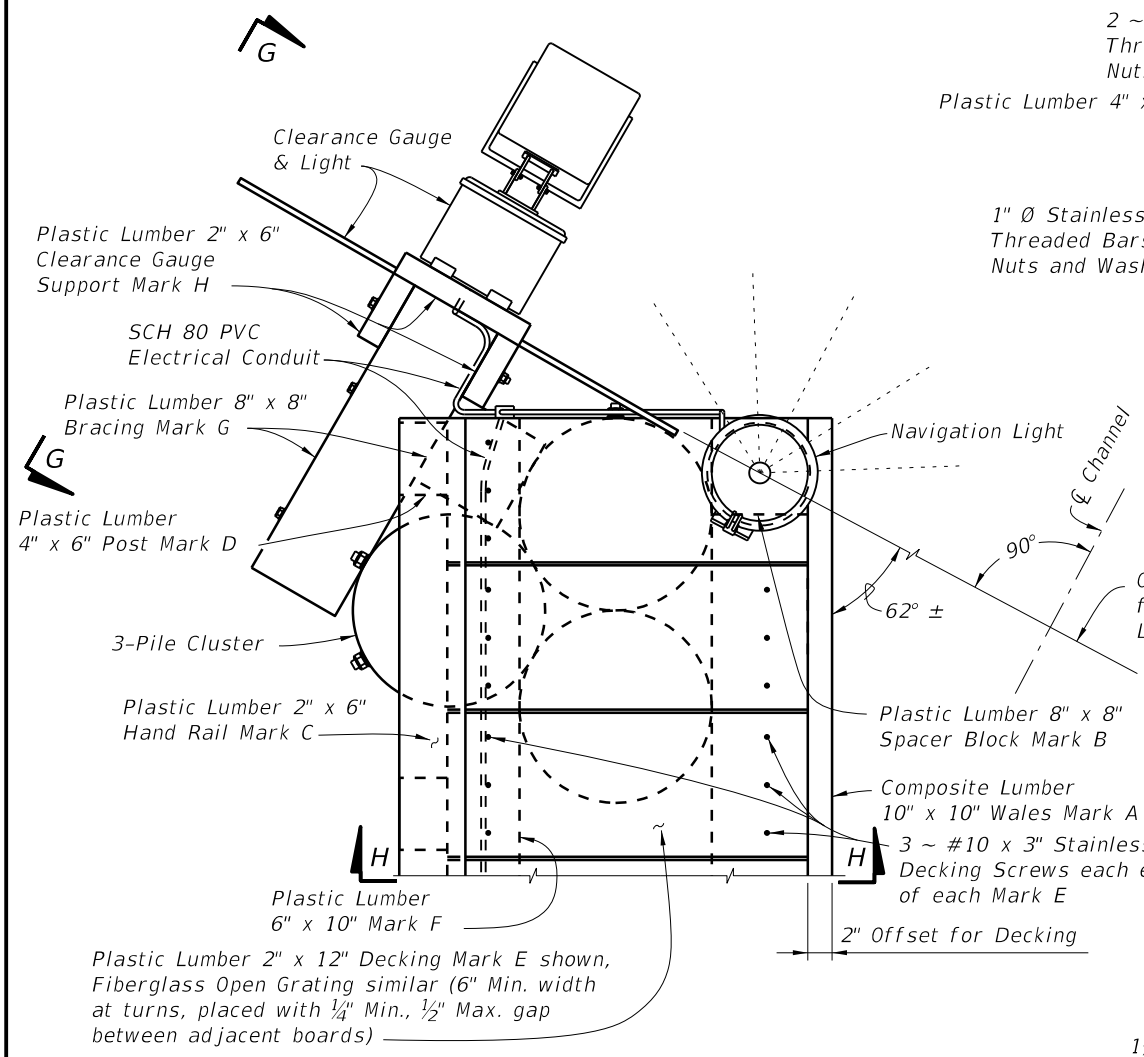 G
Clearance Gauge
& Light
Plastic Lumber 2" x 6"
Clearance Gauge
Support Mark H
SCH 80 PVC
Electrical Conduit
Plastic Lumber 8" x 8"
Bracing Mark G
G
Plastic Lumber
4" x 6" Post Mark D
3-Pile Cluster
Plastic Lumber 2" x 6"
Hand Rail Mark C
H
Plastic Lumber
6" x 10" Mark F
Plastic Lumber 2" x 12" Decking Mark E shown,
Fiberglass Open Grating similar (6" Min. width
at turns, placed with ¼" Min., ½" Max. gap
between adjacent boards)
2 ~
Thr
Nut
Plastic Lumber 4" x
1" Ø Stainless
Threaded Bars
Nuts and Wash
Navigation Light
℄ Channel
90°
62° ±
Plastic Lumber 8" x 8"
Spacer Block Mark B
Composite Lumber
10" x 10" Wales Mark A
3 ~ #10 x 3" Stainles
Decking Screws each e
of each Mark E
H
2" Offset for Decking